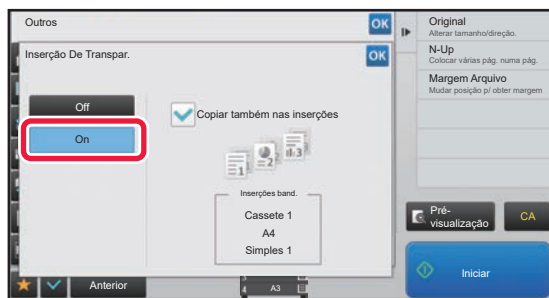 Outros
OK
Inserção De Transpar.
OK
Off
On
Copiar também nas inserções
1
2
3
Inserções band.
Cassete 1
A4
Simples 1
Anterior
4 A3
Original
Alterar tamanho/direção.
N-Up
Colocar várias pág. numa pág.
Margem Arquivo
Mudar posição p/ obter margem
Pré-
visualização
CA
Iniciar